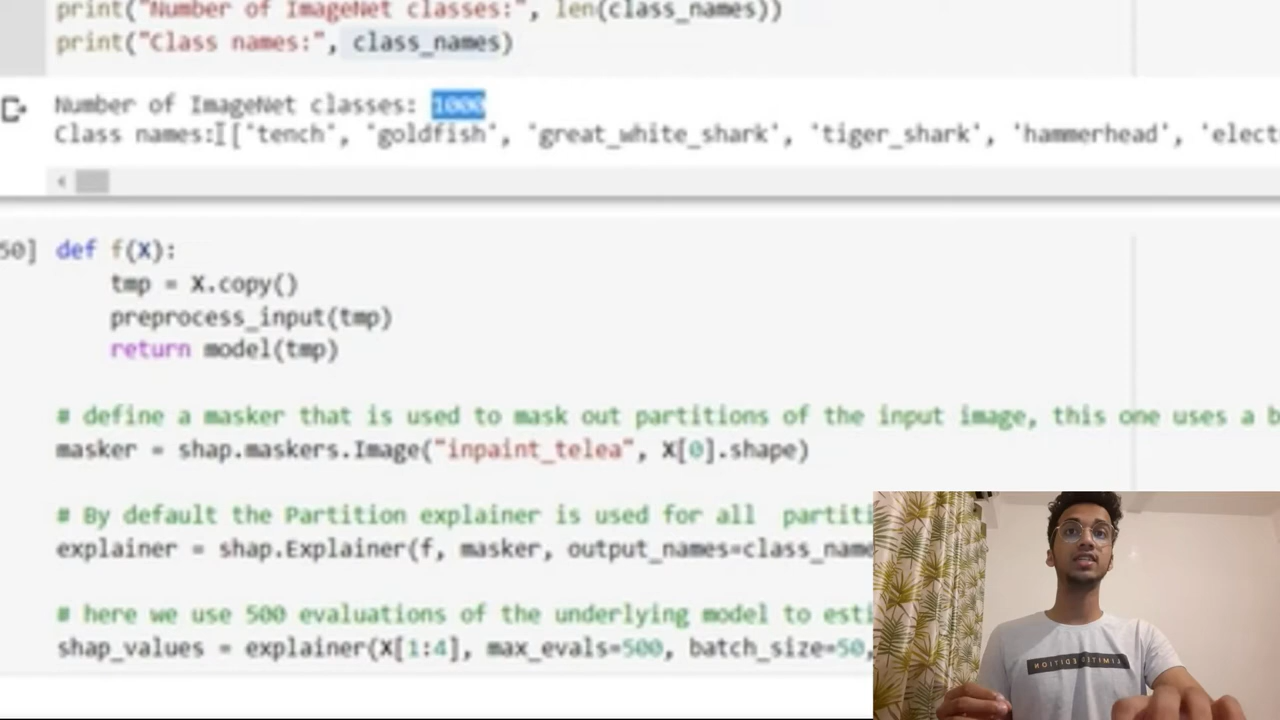 print("Number of ImageNet classes:", len(class_names))
print("Class names:", class_names)
Number of ImageNet classes: 1000
Class names: [['tench', 'goldfish', 'great_white_shark', 'tiger_shark', 'hammerhead', 'elect
50]
def f(X):
tmp = X.copy()
preprocess_input(tmp)
return model(tmp)
# define a masker that is used to mask out partitions of the input image, this one uses a b
masker = shap.maskers.Image("inpaint_telea", X[0].shape)
# By default the Partition explainer is used for all  partiti
explainer = shap.Explainer(f, masker, output_names=class_name
# here we use 500 evaluations of the underlying model to esti
shap_values = explainer(X[1:4], max_evals=500, batch_size=50,
LIMITED EDITION